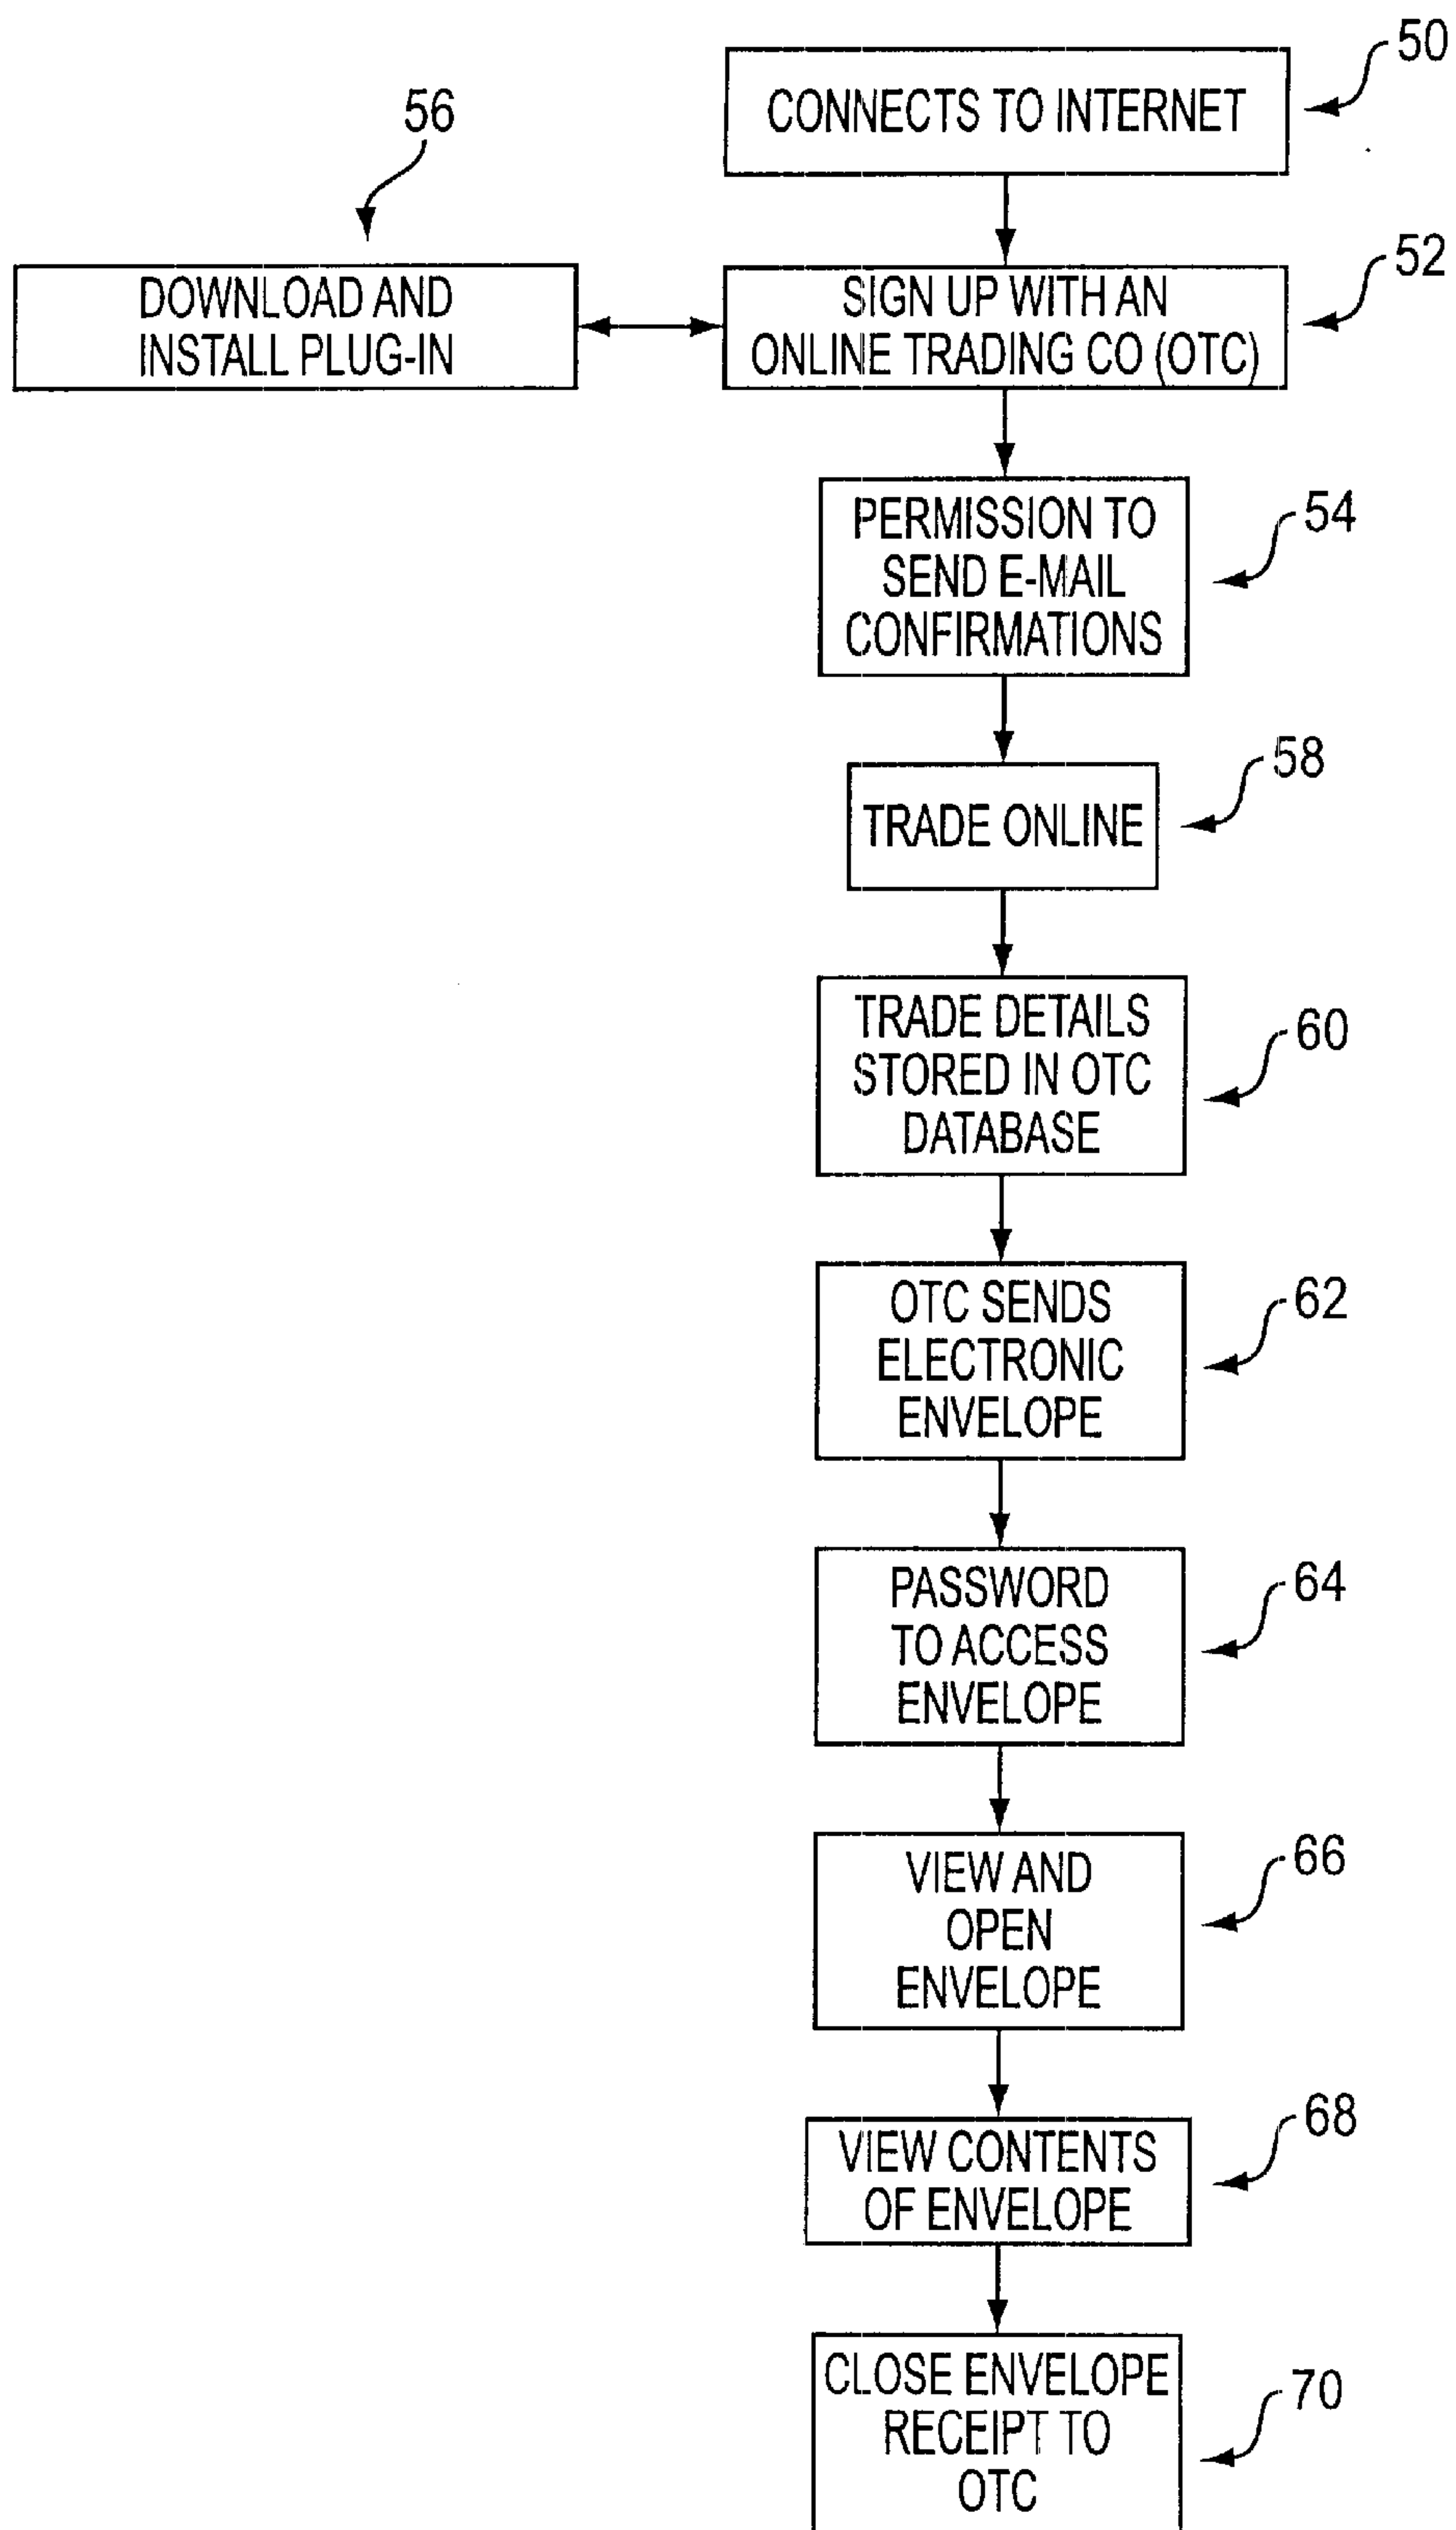 50
CONNECTS TO INTERNET
56
52
DOWNLOAD AND
INSTALL PLUG-IN
SIGN UP WITH AN
ONLINE TRADING CO (OTC)
54
PERMISSION TO
SEND E-MAIL
CONFIRMATIONS
58
TRADE ONLINE
60
TRADE DETAILS
STORED IN OTC
DATABASE
62
OTC SENDS
ELECTRONIC
ENVELOPE
64
PASSWORD
TO ACCESS
ENVELOPE
66
VIEW AND
OPEN
ENVELOPE
68
VIEW CONTENTS
OF ENVELOPE
70
CLOSE ENVELOPE
RECEIPT TO
OTC